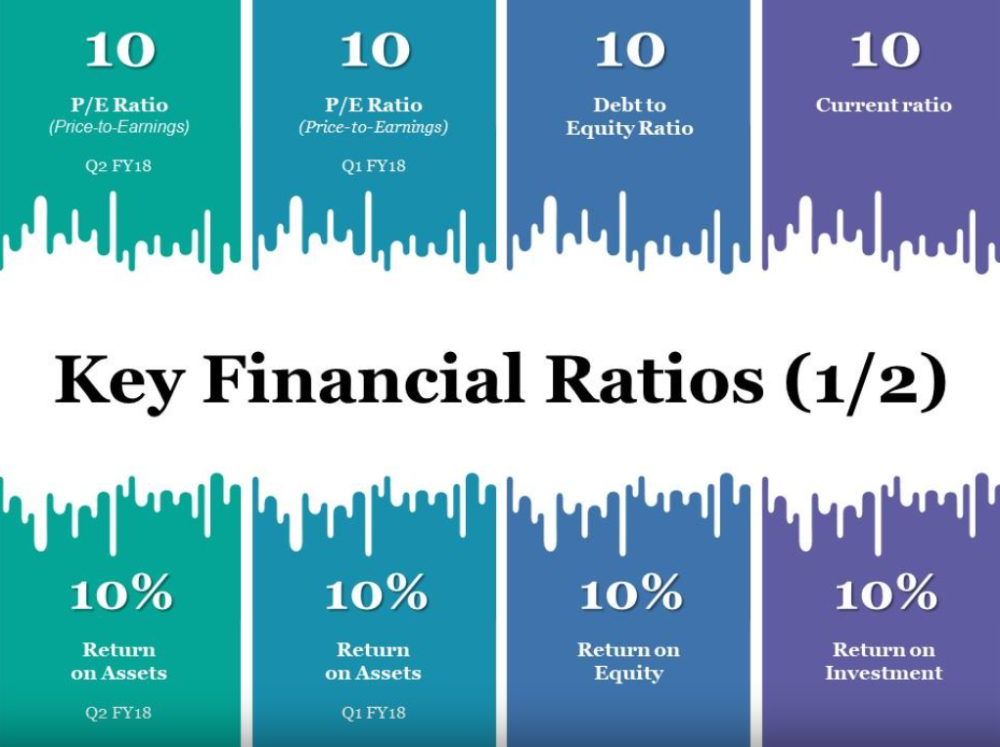 10
P/E Ratio
(Price-to-Earnings)
Q2 FY18
10
P/E Ratio
(Price-to-Earnings)
Q1 FY18
10
Debt to
Equity Ratio
10
Current ratio
Key Financial Ratios (1/2)
10%
Return
on Assets
Q2 FY18
10%
Return
on Assets
Q1 FY18
10%
Return on
Equity
10%
Return on
Investment